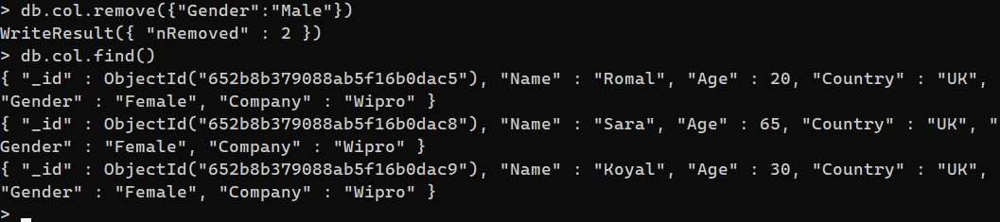 > db.col.remove({"Gender":"Male"})
WriteResult({ "nRemoved" : 2 })
> db.col.find()
{ "_id" : ObjectId("652b8b379088ab5f16b0dac5"), "Name" : "Romal", "Age" : 20, "Country" : "UK",
"Gender" : "Female", "Company" : "Wipro" }
{ "_id" : ObjectId("652b8b379088ab5f16b0dac8"), "Name" : "Sara", "Age" : 65, "Country" : "UK", "
Gender" : "Female", "Company" : "Wipro" }
{ "_id" : ObjectId("652b8b379088ab5f16b0dac9"), "Name" : "Koyal", "Age" : 30, "Country" : "UK",
"Gender" : "Female", "Company" : "Wipro" }
>